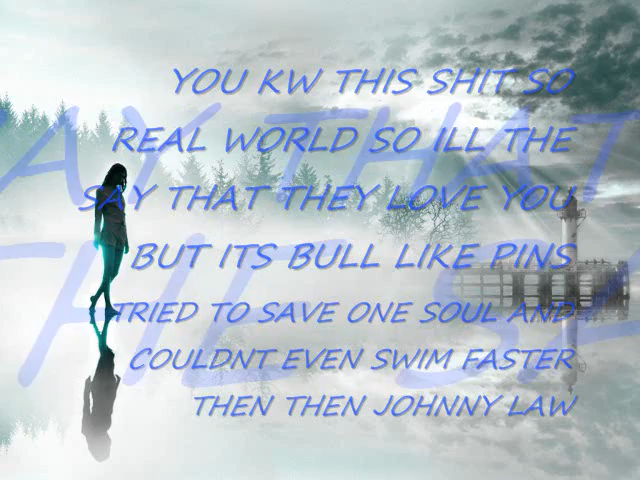 YOU KW THIS SHIT SO
REAL WORLD SO ILL THE
SAY THAT THEY LOVE YOU
BUT ITS BULL LIKE PINS
TRIED TO SAVE ONE SOUL AND
COULDNT EVEN SWIM FASTER
THEN THEN JOHNNY LAW